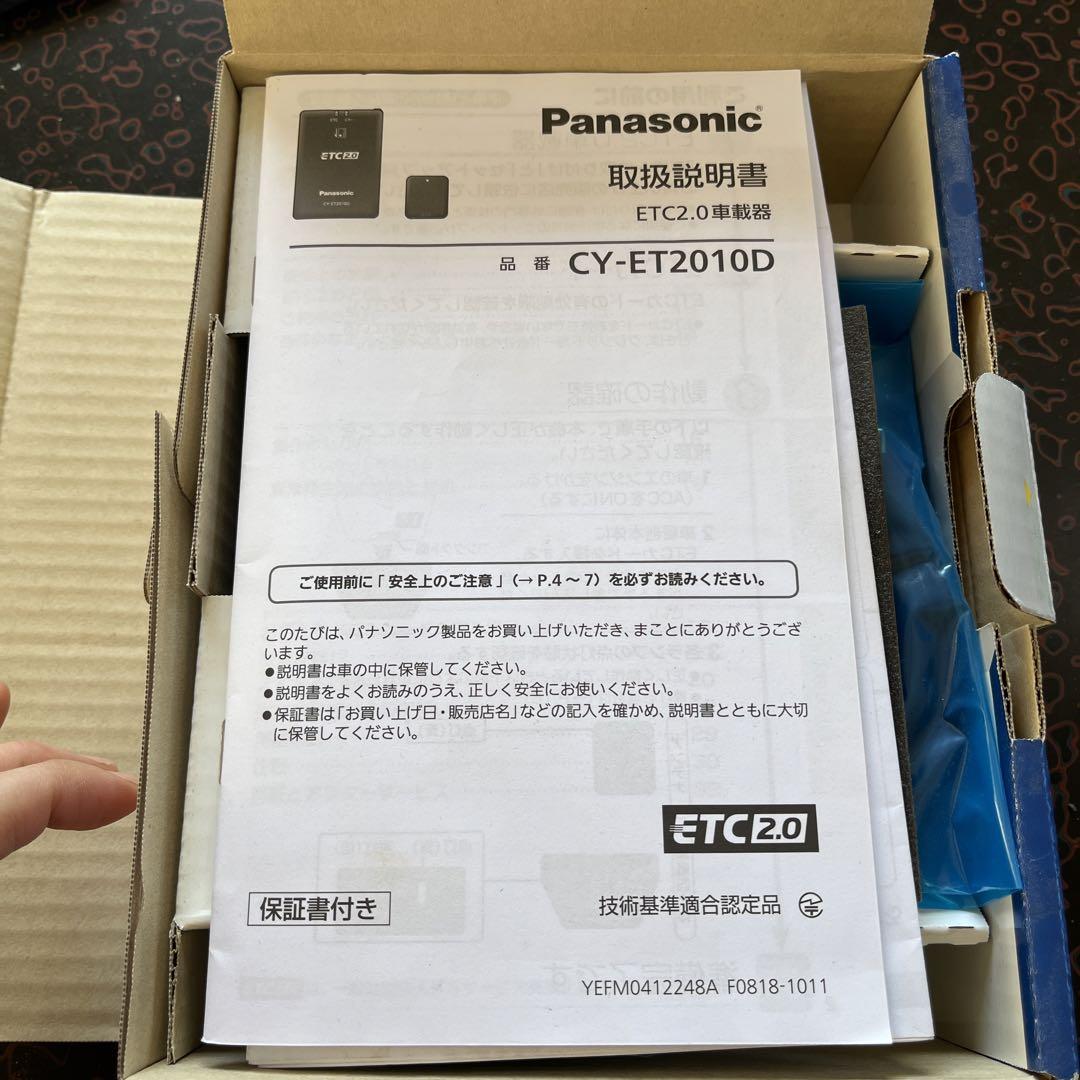 Panasonic®
取扱説明書
ETC2.0車載器
品 番 CY-ET2010D
ETC2.0
Panasonic
CY-ET2010D
ご使用前に「安全上のご注意」(→P.4～7)を必ずお読みください。
このたびは、パナソニック製品をお買い上げいただき、まことにありがとうござ
います。
●説明書は車の中に保管してください。
●説明書をよくお読みのうえ、正しく安全にお使いください。
●保証書は「お買い上げ日・販売店名」などの記入を確かめ、説明書とともに大切
に保管してください。
ETC2.0
保証書付き
技術基準適合認定品
YEFM0412248A F0818-1011